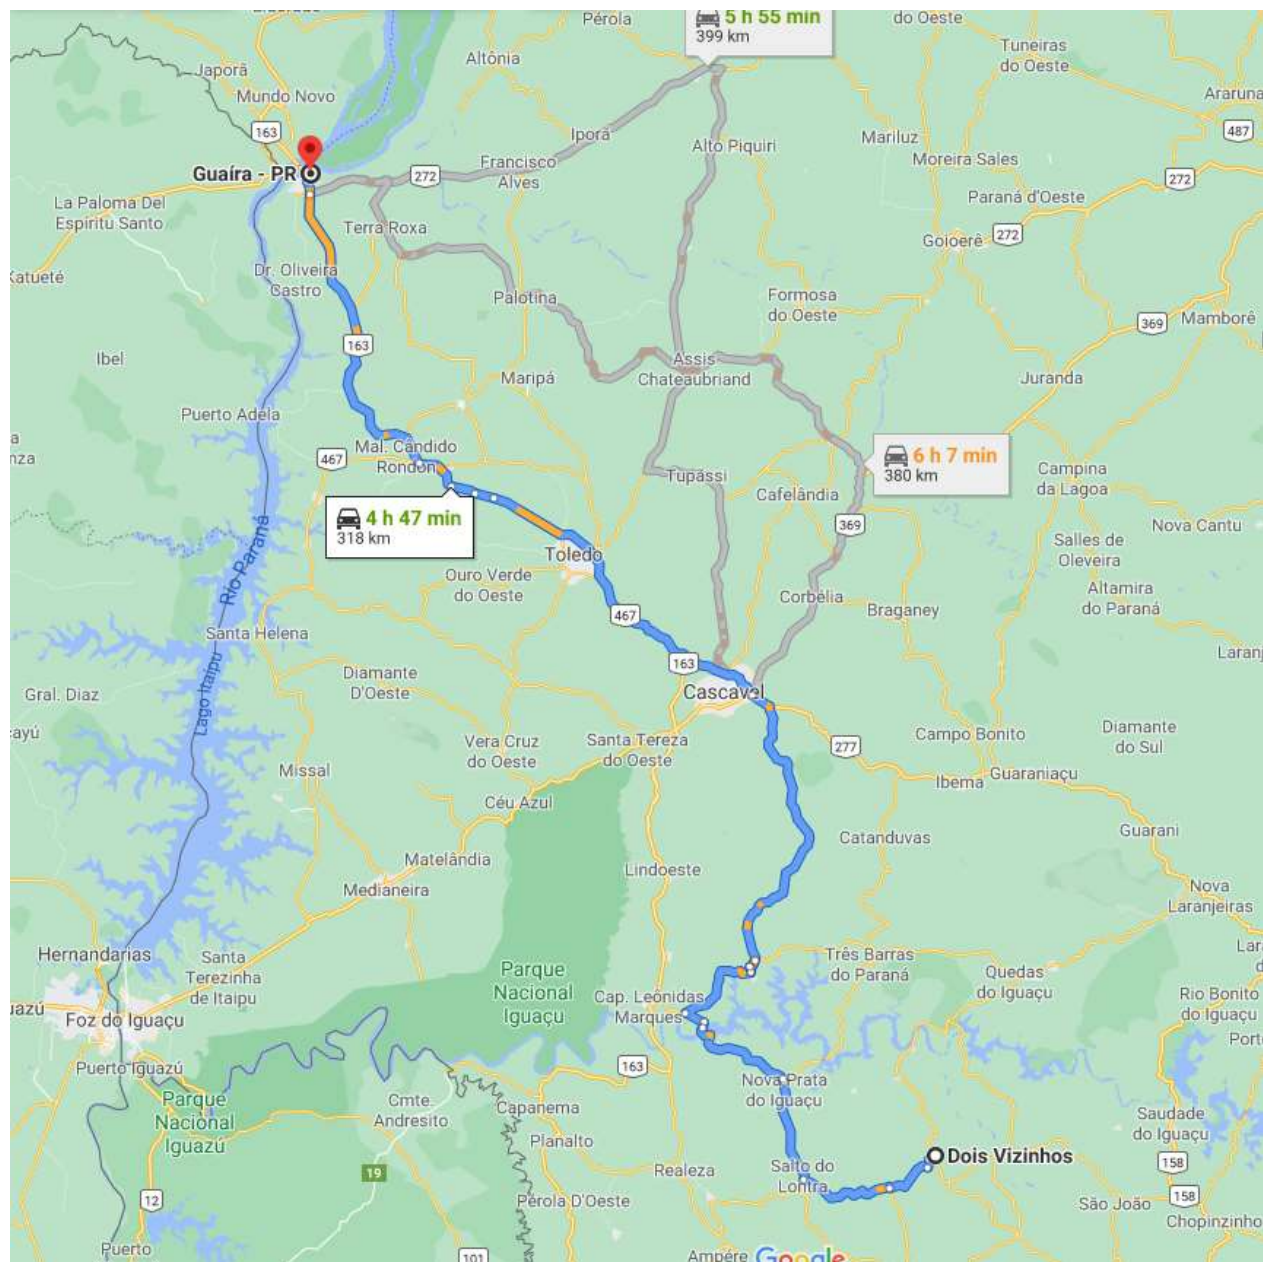 Pérola
5 h 55 min
399 km
do Oeste
Tuneiras
do Oeste
Altônia
Japorã
Mundo Novo
Araruna
163
487
Iporã
Alto Piquiri
Mariluz
Moreira Sales
Guaíra - PR
Francisco
Alves
272
272
La Paloma Del
Espíritu Santo
Paraná d'Oeste
Terra Roxa
Goioerê
272
Katueté
Dr. Oliveira
Castro
Palotina
Formosa
do Oeste
369
Mamborê
163
Ibel
Assis
Chateaubriand
Maripá
Juranda
Puerto Adela
Mal. Cândido
Rondon
467
6 h 7 min
380 km
Tupãssi
Cafelândia
Campina
da Lagoa
4 h 47 min
318 km
369
Nova Cantu
Salles de
Oleveira
Toledo
Ouro Verde
do Oeste
Rio Paraná
Corbélia
Braganey
Altamira
do Paraná
467
Santa Helena
163
Diamante
D'Oeste
Cascavel
Gral. Diaz
Lago Itaipu
Vera Cruz
do Oeste
Santa Tereza
do Oeste
277
Campo Bonito
Diamante
do Sul
Missal
Ibema
Guaraniaçu
Céu Azul
Catanduvas
Guarani
Matelândia
Lindoeste
Medianeira
Nova
Laranjeiras
Hernandarias
Santa
Terezinha
de Itaipu
Três Barras
do Paraná
Parque
Nacional
Iguaçu
Quedas
do Iguaçu
Cap. Leônidas
Marques
Rio Bonito
do Iguaçu
Foz do Iguaçu
Puerto Iguazú
163
Nova Prata
do Iguaçu
Parque
Nacional
Iguazú
Cmte.
Andresito
Capanema
Saudade
do Iguaçu
Planalto
Dois Vizinhos
19
Realeza
Salto do
Lontra
158
12
Pérola D'Oeste
158
São João
Chopinzinho
Puerto
101
Ampére
Google